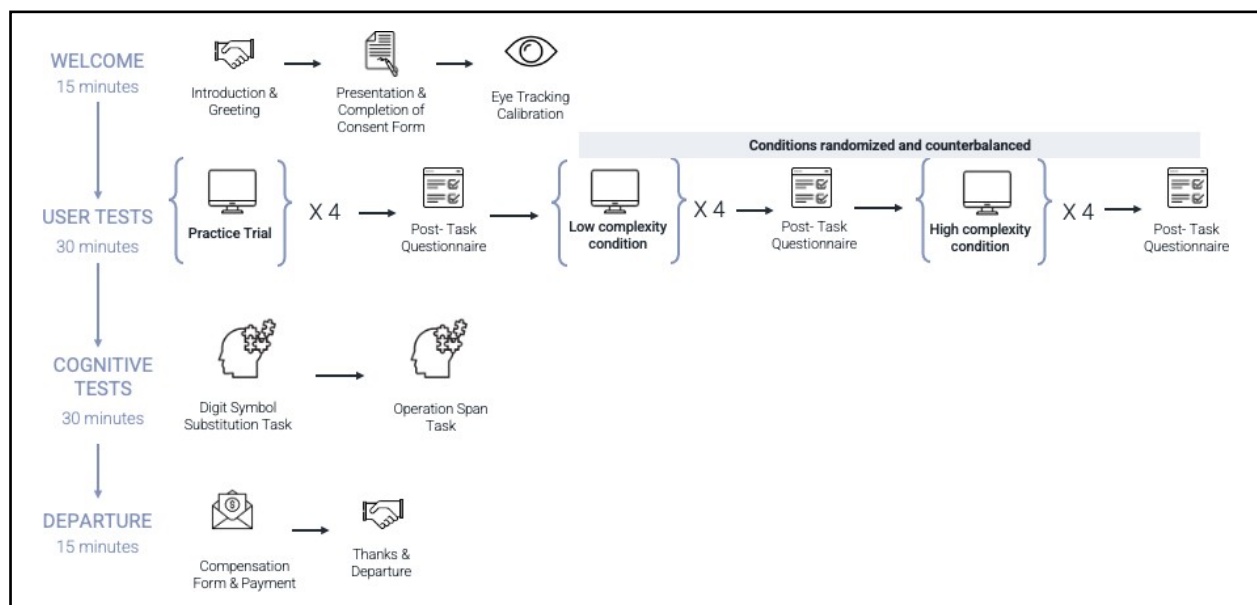 WELCOME
15 minutes
Introduction &
Greeting
Presentation &
Completion of
Consent Form
Eye Tracking
Calibration
Conditions randomized and counterbalanced
USER TESTS
30 minutes
Practice Trial
X 4
Post- Task
Questionnaire
Low complexity
condition
X 4
Post- Task
Questionnaire
High complexity
condition
X 4
Post- Task
Questionnaire
COGNITIVE
TESTS
30 minutes
Digit Symbol
Substitution Task
Operation Span
Task
DEPARTURE
15 minutes
$
Compensation
Form & Payment
Thanks &
Departure